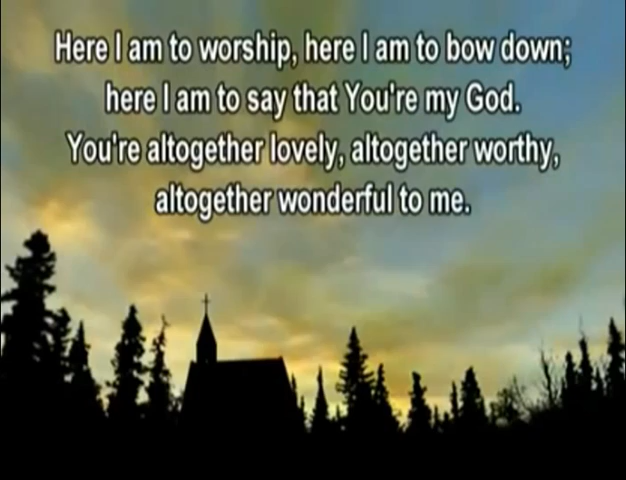 Here I am to worship, here I am to bow down;
here I am to say that You're my God.
You're altogether lovely, altogether worthy,
altogether wonderful to me.